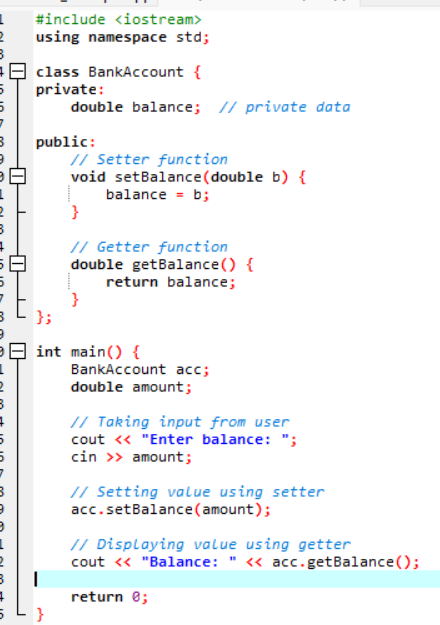 #include <iostream>
using namespace std;
class BankAccount {
private:
double balance;  // private data
public:
// Setter function
void setBalance(double b) {
balance = b;
}
// Getter function
double getBalance() {
return balance;
}
};
int main() {
BankAccount acc;
double amount;
// Taking input from user
cout << "Enter balance: ";
cin >> amount;
// Setting value using setter
acc.setBalance(amount);
// Displaying value using getter
cout << "Balance: " << acc.getBalance();
return 0;
}